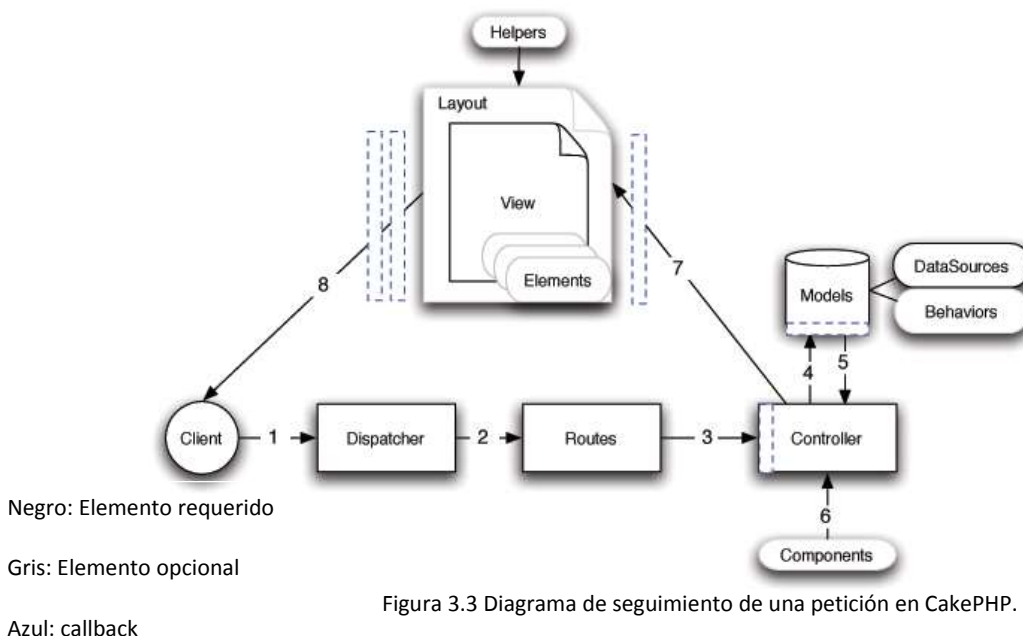 Helpers
Layout
View
Elements
8
7
DataSources
Models
Behaviors
4
5
Client
1
Dispatcher
2
Routes
3
Controller
6
Components
Negro: Elemento requerido
Gris: Elemento opcional
Figura 3.3 Diagrama de seguimiento de una petición en CakePHP.
Azul: callback